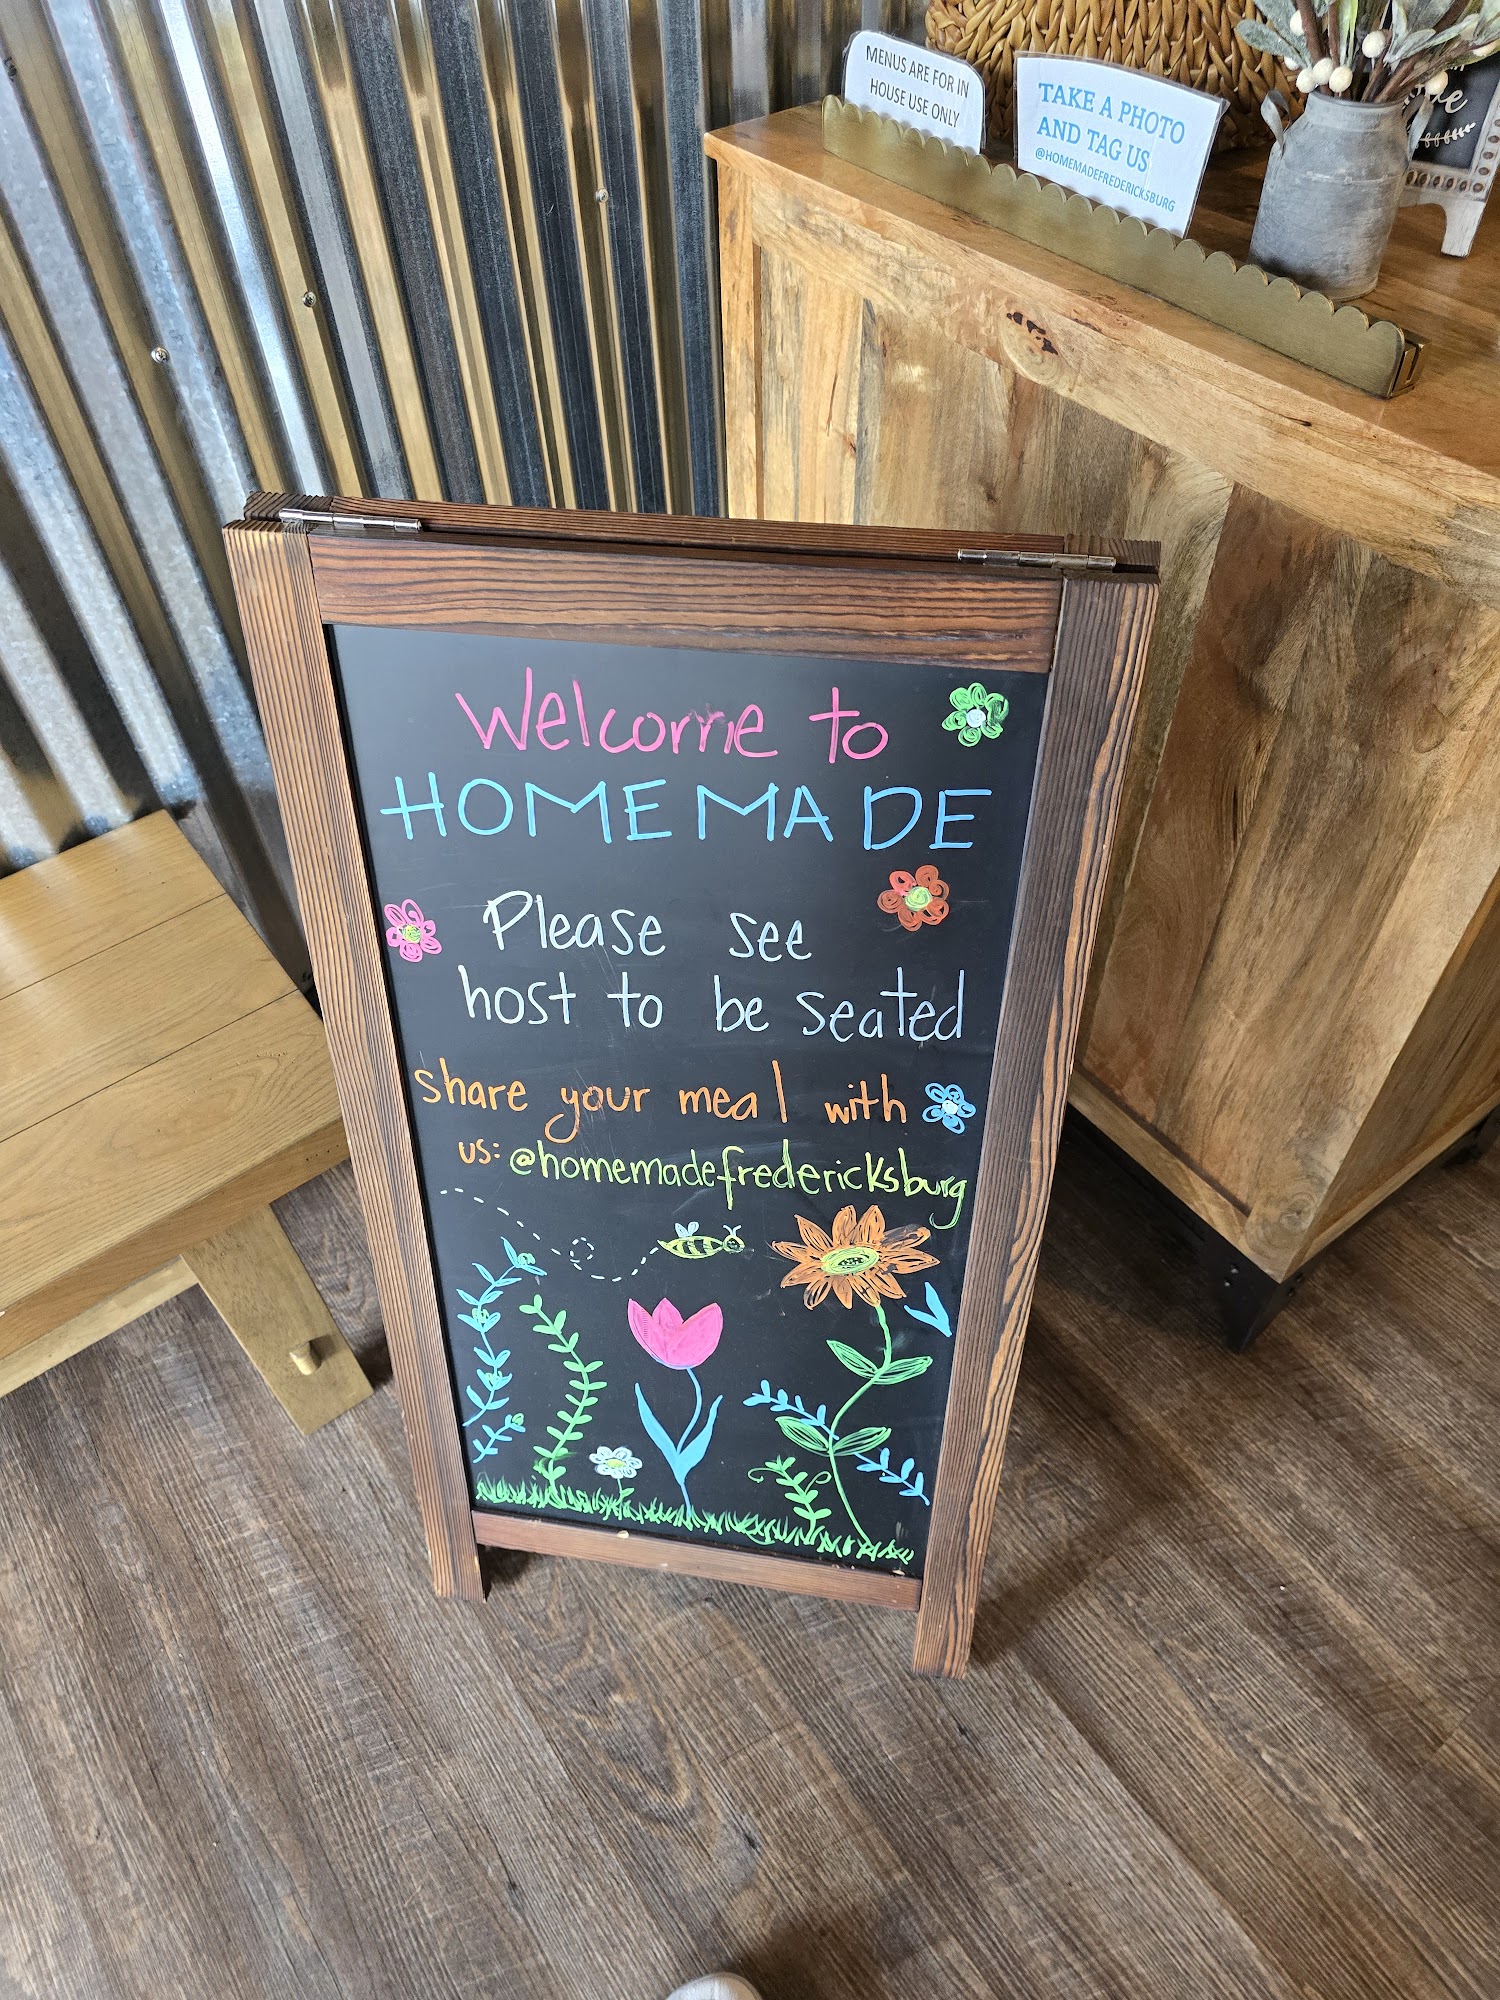 MENUS ARE FOR IN
HOUSE USE ONLY
TAKE A PHOTO
AND TAG US
@HOMEMADEFREDERICKSBURG
Welcome to
HOMEMADE
Please see
host to be seated
share your meal with
us: @homemadefredericksburg